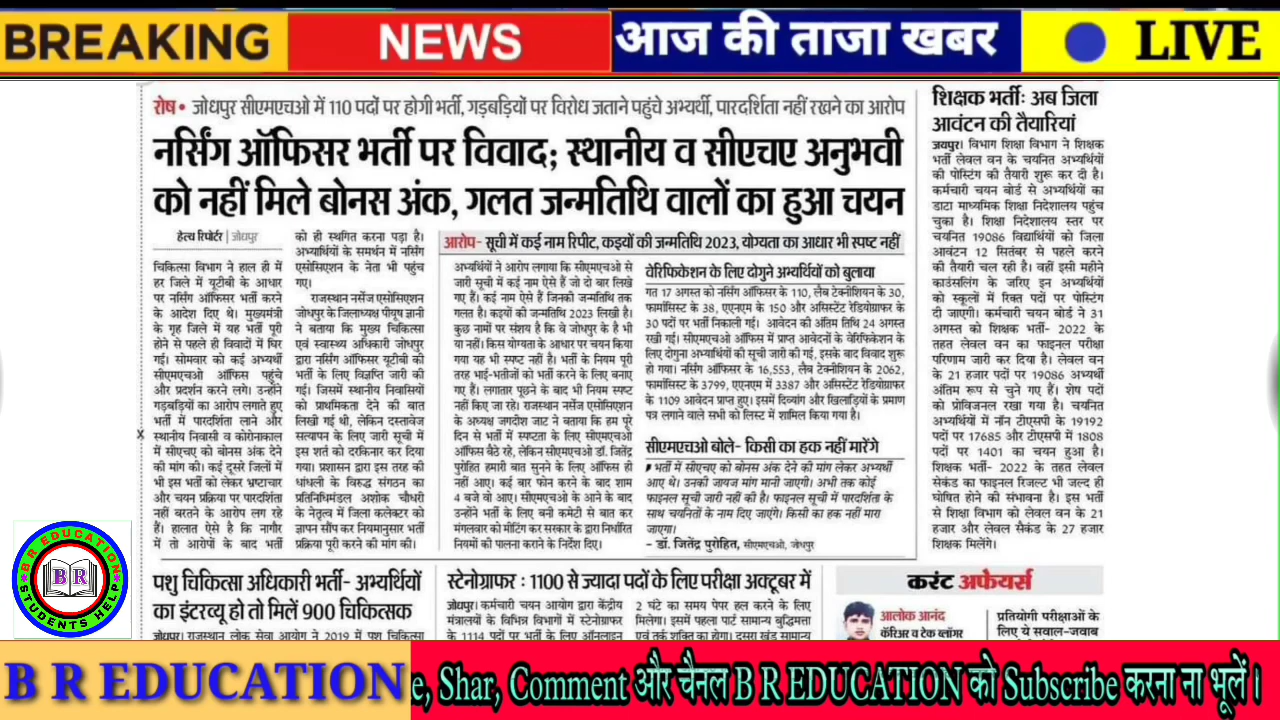 BREAKING NEWS आज की ताजा खबर LIVE
रोष • जोधपुर सीएमएचओ में 110 पदों पर होगी भर्ती, गड़बड़ियों पर विरोध जताने पहुंचे अभ्यर्थी, पारदर्शिता नहीं रखने का आरोप
नर्सिंग ऑफिसर भर्ती पर विवाद; स्थानीय व सीएचए अनुभवी
को नहीं मिले बोनस अंक, गलत जन्मतिथि वालों का हुआ चयन
हेल्थ रिपोर्टर | जोधपुर
चिकित्सा विभाग ने हाल ही में
हर जिले में यूटीबी के आधार
पर नर्सिंग ऑफिसर भर्ती करने
के आदेश दिए थे। मुख्यमंत्री
के गृह जिले में यह भर्ती पूरी
होने से पहले ही विवादों में घिर
गई। सोमवार को कई अभ्यर्थी
सीएमएचओ ऑफिस पहुंचे
और प्रदर्शन करने लगे। उन्होंने
गड़बड़ियों का आरोप लगाते हुए
भर्ती में पारदर्शिता लाने और
स्थानीय निवासी व कोरोनाकाल
में सीएचए को बोनस अंक देने
की मांग की। कई दूसरे जिलों में
भी इस भर्ती को लेकर भ्रष्टाचार
और चयन प्रक्रिया पर पारदर्शिता
नहीं बरतने के आरोप लग रहे
हैं। हालात ऐसे है कि नागौर
में तो आरोपों के बाद भर्ती
को ही स्थगित करना पड़ा है।
अभ्यार्थियों के समर्थन में नर्सिंग
एसोसिएशन के नेता भी पहुंच
गए।
राजस्थान नर्सेज एसोसिएशन
जोधपुर के जिलाध्यक्ष पीयूष ज्ञानी
ने बताया कि मुख्य चिकित्सा
एवं स्वास्थ्य अधिकारी जोधपुर
द्वारा नर्सिंग ऑफिसर यूटीबी की
भर्ती के लिए विज्ञप्ति जारी की
गई। जिसमें स्थानीय निवासियों
को प्राथमिकता देने की बात
लिखी गई थी, लेकिन दस्तावेज
सत्यापन के लिए जारी सूची में
इस शर्त को दरकिनार कर दिया
गया। प्रशासन द्वारा इस तरह की
धांधली के विरुद्ध संगठन का
प्रतिनिधिमंडल अशोक चौधरी
के नेतृत्व में जिला कलेक्टर को
ज्ञापन सौंप कर नियमानुसार भर्ती
प्रक्रिया पूरी करने की मांग की।
आरोप- सूची में कई नाम रिपीट, कइयों की जन्मतिथि 2023, योग्यता का आधार भी स्पष्ट नहीं
अभ्यर्थियों ने आरोप लगाया कि सीएमएचओ से
जारी सूची में कई नाम ऐसे हैं जो दो बार लिखे
गए हैं। कई नाम ऐसे हैं जिनकी जन्मतिथि तक
गलत है। कइयों की जन्मतिथि 2023 लिखी है।
कुछ नामों पर संशय है कि वे जोधपुर के है भी
या नहीं। किस योग्यता के आधार पर चयन किया
गया यह भी स्पष्ट नहीं है। भर्ती के नियम पूरी
तरह भाई-भतीजों को भर्ती करने के लिए बनाए
गए हैं। लगातार पूछने के बाद भी नियम स्पष्ट
नहीं किए जा रहे। राजस्थान नर्सेज एसोसिएशन
के अध्यक्ष जगदीश जाट ने बताया कि हम पूरे
दिन से भर्ती में स्पष्टता के लिए सीएमएचओ
ऑफिस बैठे रहे, लेकिन सीएमएचओ डॉ. जितेंद्र
पुरोहित हमारी बात सुनने के लिए ऑफिस ही
नहीं आए। कई बार फोन करने के बाद शाम
4 बजे वो आए। सीएमएचओ के आने के बाद
उन्होंने भर्ती के लिए बनी कमेटी से बात कर
मंगलवार को मीटिंग कर सरकार के द्वारा निर्धारित
नियमों की पालना कराने के निर्देश दिए।
वेरिफिकेशन के लिए दोगुने अभ्यर्थियों को बुलाया
गत 17 अगस्त को नर्सिंग ऑफिसर के 110, लैब टेक्नीशियन के 30,
फार्मासिस्ट के 38, एएनएम के 150 और असिस्टेंट रेडियोग्राफर के
30 पदों पर भर्ती निकाली गई। आवेदन की अंतिम तिथि 24 अगस्त
रखी गई। सीएमएचओ ऑफिस में प्राप्त आवेदनों के वेरिफिकेशन के
लिए दोगुना अभ्यार्थियों की सूची जारी की गई, इसके बाद विवाद शुरू
हो गया। नर्सिंग ऑफिसर के 16,553, लैब टेक्नीशियन के 2062,
फार्मासिस्ट के 3799, एएनएम में 3387 और असिस्टेंट रेडियोग्राफर
के 1109 आवेदन प्राप्त हुए। इसमें दिव्यांग और खिलाड़ियों के प्रमाण
पत्र लगाने वाले सभी को लिस्ट में शामिल किया गया है।
सीएमएचओ बोले- किसी का हक नहीं मारेंगे
भर्ती में सीएचए को बोनस अंक देने की मांग लेकर अभ्यर्थी
आए थे। उनकी जायज मांग मानी जाएगी। अभी तक कोई
फाइनल सूची जारी नहीं की है। फाइनल सूची में पारदर्शिता के
साथ चयनितों के नाम दिए जाएंगे। किसी का हक नहीं मारा
जाएगा।
- डॉ. जितेंद्र पुरोहित, सीएमएचओ, जोधपुर
शिक्षक भर्ती: अब जिला
आवंटन की तैयारियां
जयपुर। विभाग शिक्षा विभाग ने शिक्षक
भर्ती लेवल वन के चयनित अभ्यर्थियों
की पोस्टिंग की तैयारी शुरू कर दी है।
कर्मचारी चयन बोर्ड से अभ्यर्थियों का
डाटा माध्यमिक शिक्षा निदेशालय पहुंच
चुका है। शिक्षा निदेशालय स्तर पर
चयनित 19086 विद्यार्थियों को जिला
आवंटन 12 सितंबर से पहले करने
की तैयारी चल रही है। वहीं इसी महीने
काउंसलिंग के जरिए इन अभ्यर्थियों
को स्कूलों में रिक्त पदों पर पोस्टिंग
दी जाएगी। कर्मचारी चयन बोर्ड ने 31
अगस्त को शिक्षक भर्ती- 2022 के
तहत लेवल वन का फाइनल परीक्षा
परिणाम जारी कर दिया है। लेवल वन
के 21 हजार पदों पर 19086 अभ्यर्थी
अंतिम रूप से चुने गए हैं। शेष पदों
को प्रोविजनल रखा गया है। चयनित
अभ्यर्थियों में नॉन टीएसपी के 19192
पदों पर 17685 और टीएसपी में 1808
पदों पर 1401 का चयन हुआ है।
शिक्षक भर्ती- 2022 के तहत लेवल
सेकंड का फाइनल रिजल्ट भी जल्द ही
घोषित होने की संभावना है। इस भर्ती
से शिक्षा विभाग को लेवल वन के 21
हजार और लेवल सैकंड के 27 हजार
शिक्षक मिलेंगे।
पशु चिकित्सा अधिकारी भर्ती- अभ्यर्थियों
का इंटरव्यू हो तो मिलें 900 चिकित्सक
जोधपुर। राजस्थान लोक सेवा आयोग ने 2019 में पशु चिकित्सा
स्टेनोग्राफर : 1100 से ज्यादा पदों के लिए परीक्षा अक्टूबर में
जोधपुर। कर्मचारी चयन आयोग द्वारा केंद्रीय
मंत्रालयों के विभिन्न विभागों में स्टेनोग्राफर
के 1114 पदों पर भर्ती के लिए ऑनलाइन
2 घंटे का समय पेपर हल करने के लिए
मिलेगा। इसमें पहला पार्ट सामान्य बुद्धिमत्ता
एवं तर्क शक्ति का होगा। दूसरा खंड सामान्य
करंट अफेयर्स
आलोक आनंद
कॅरिअर व टेक ब्लॉगर
प्रतियोगी परीक्षाओं के
लिए ये सवाल-जवाब
B R EDUCATION
BR
STUDENTS HELP
B R EDUCATION
e, Shar, Comment और चैनल B R EDUCATION को Subscribe करना ना भूलें।